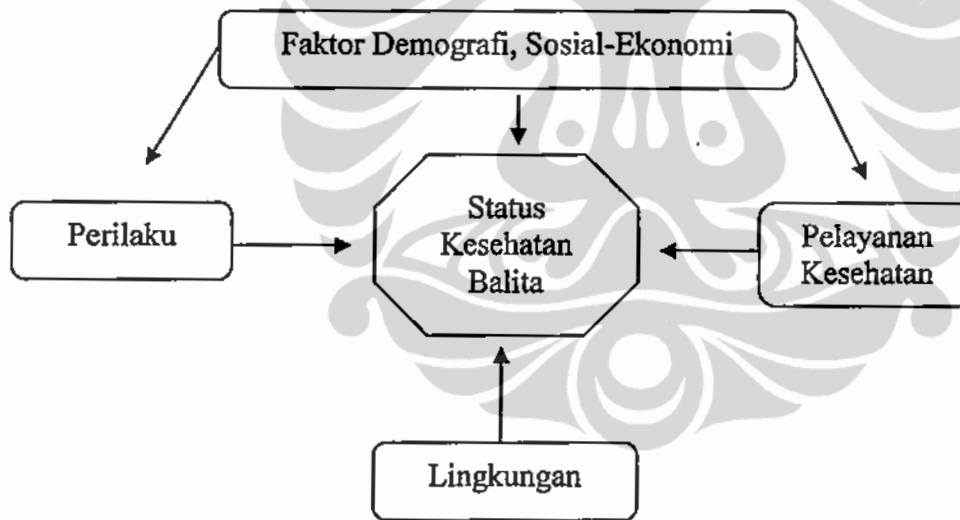 Faktor Demografi, Sosial-Ekonomi
Perilaku
Status
Kesehatan
Balita
Pelayanan
Kesehatan
Lingkungan